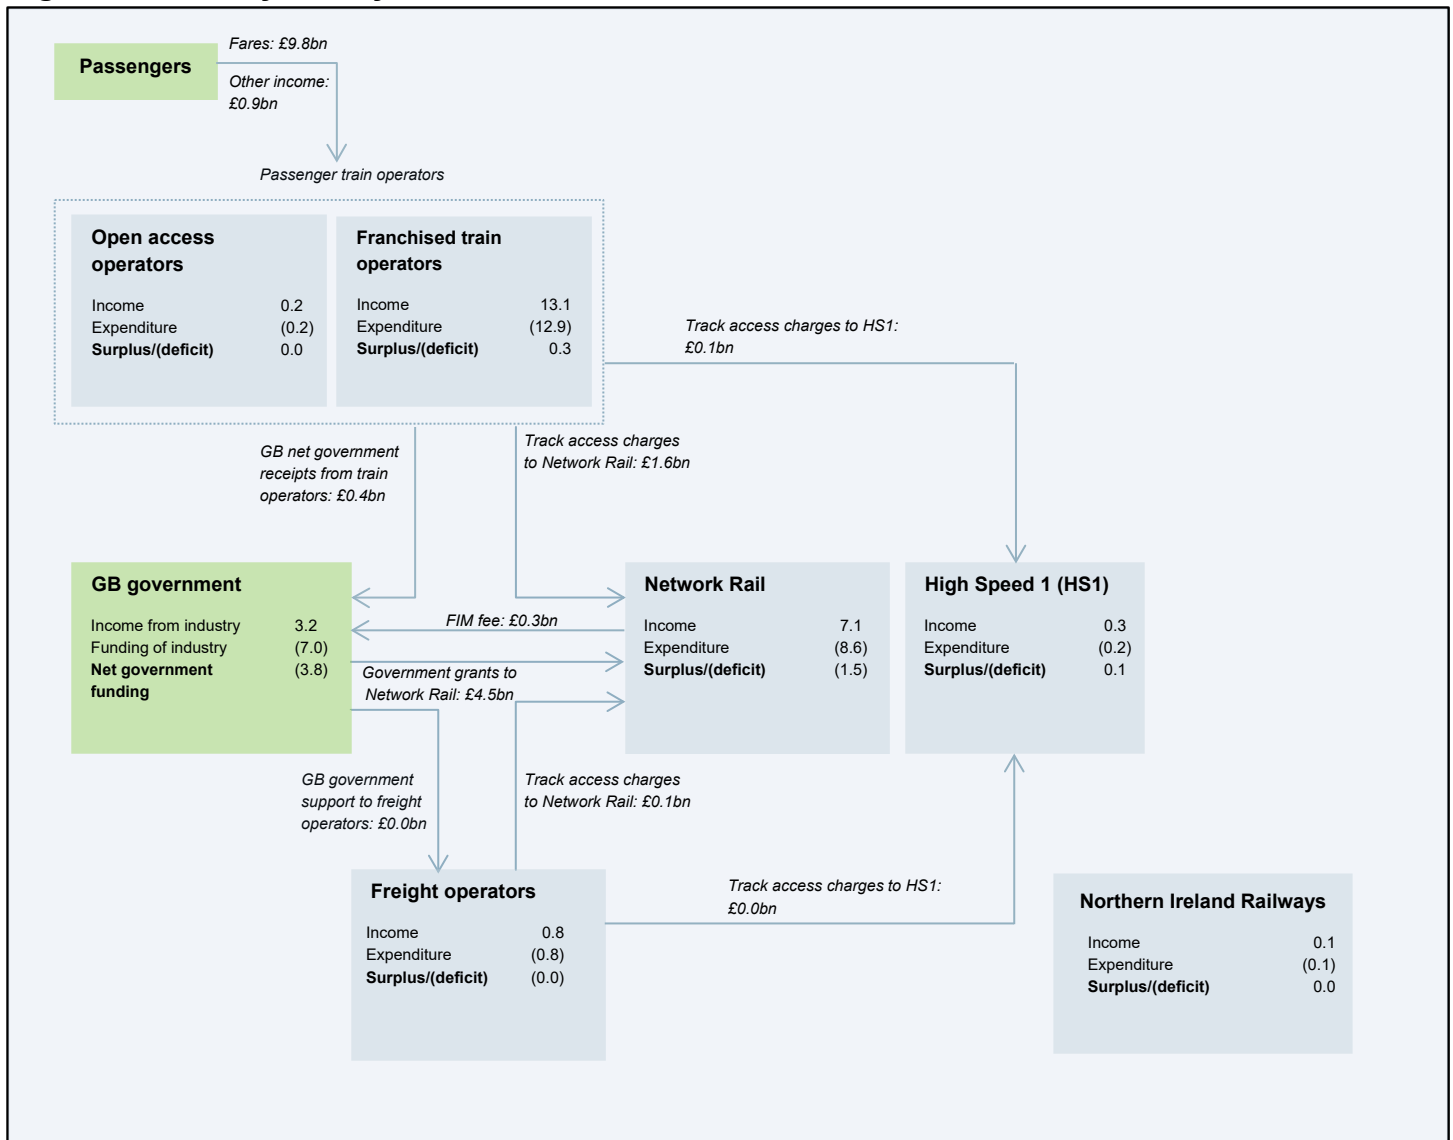 Passengers
Fares: £9.8bn
Other income:
£0.9bn
Passenger train operators
Open access
operators
Income 0.2
Expenditure (0.2)
Surplus/(deficit) 0.0
Franchised train
operators
Income 13.1
Expenditure (12.9)
Surplus/(deficit) 0.3
Track access charges to HS1:
£0.1bn
GB net government
receipts from train
operators: £0.4bn
Track access charges
to Network Rail: £1.6bn
GB government
Income from industry 3.2
Funding of industry (7.0)
Net government (3.8)
funding
FIM fee: £0.3bn
Government grants to
Network Rail: £4.5bn
Network Rail
Income 7.1
Expenditure (8.6)
Surplus/(deficit) (1.5)
High Speed 1 (HS1)
Income 0.3
Expenditure (0.2)
Surplus/(deficit) 0.1
GB government
support to freight
operators: £0.0bn
Track access charges
to Network Rail: £0.1bn
Freight operators
Income 0.8
Expenditure (0.8)
Surplus/(deficit) (0.0)
Track access charges to HS1:
£0.0bn
Northern Ireland Railways
Income 0.1
Expenditure (0.1)
Surplus/(deficit) 0.0